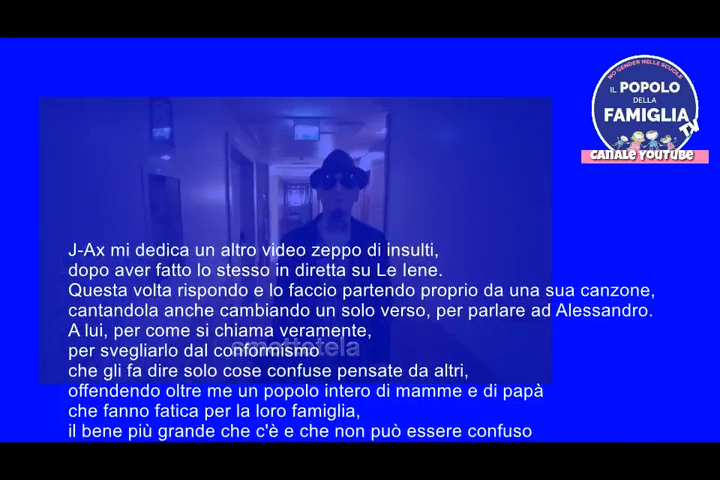 NO GENDER NELLE SCUOLE
IL POPOLO
DELLA
FAMIGLIA
TV
CANALE YOUTUBE
J-Ax mi dedica un altro video zeppo di insulti,
dopo aver fatto lo stesso in diretta su Le Iene.
Questa volta rispondo e lo faccio partendo proprio da una sua canzone,
cantandola anche cambiando un solo verso, per parlare ad Alessandro.
A lui, per come si chiama veramente,
per svegliarlo dal conformismo
smettetela
che gli fa dire solo cose confuse pensate da altri,
offendendo oltre me un popolo intero di mamme e di papà
che fanno fatica per la loro famiglia,
il bene più grande che c'è e che non può essere confuso